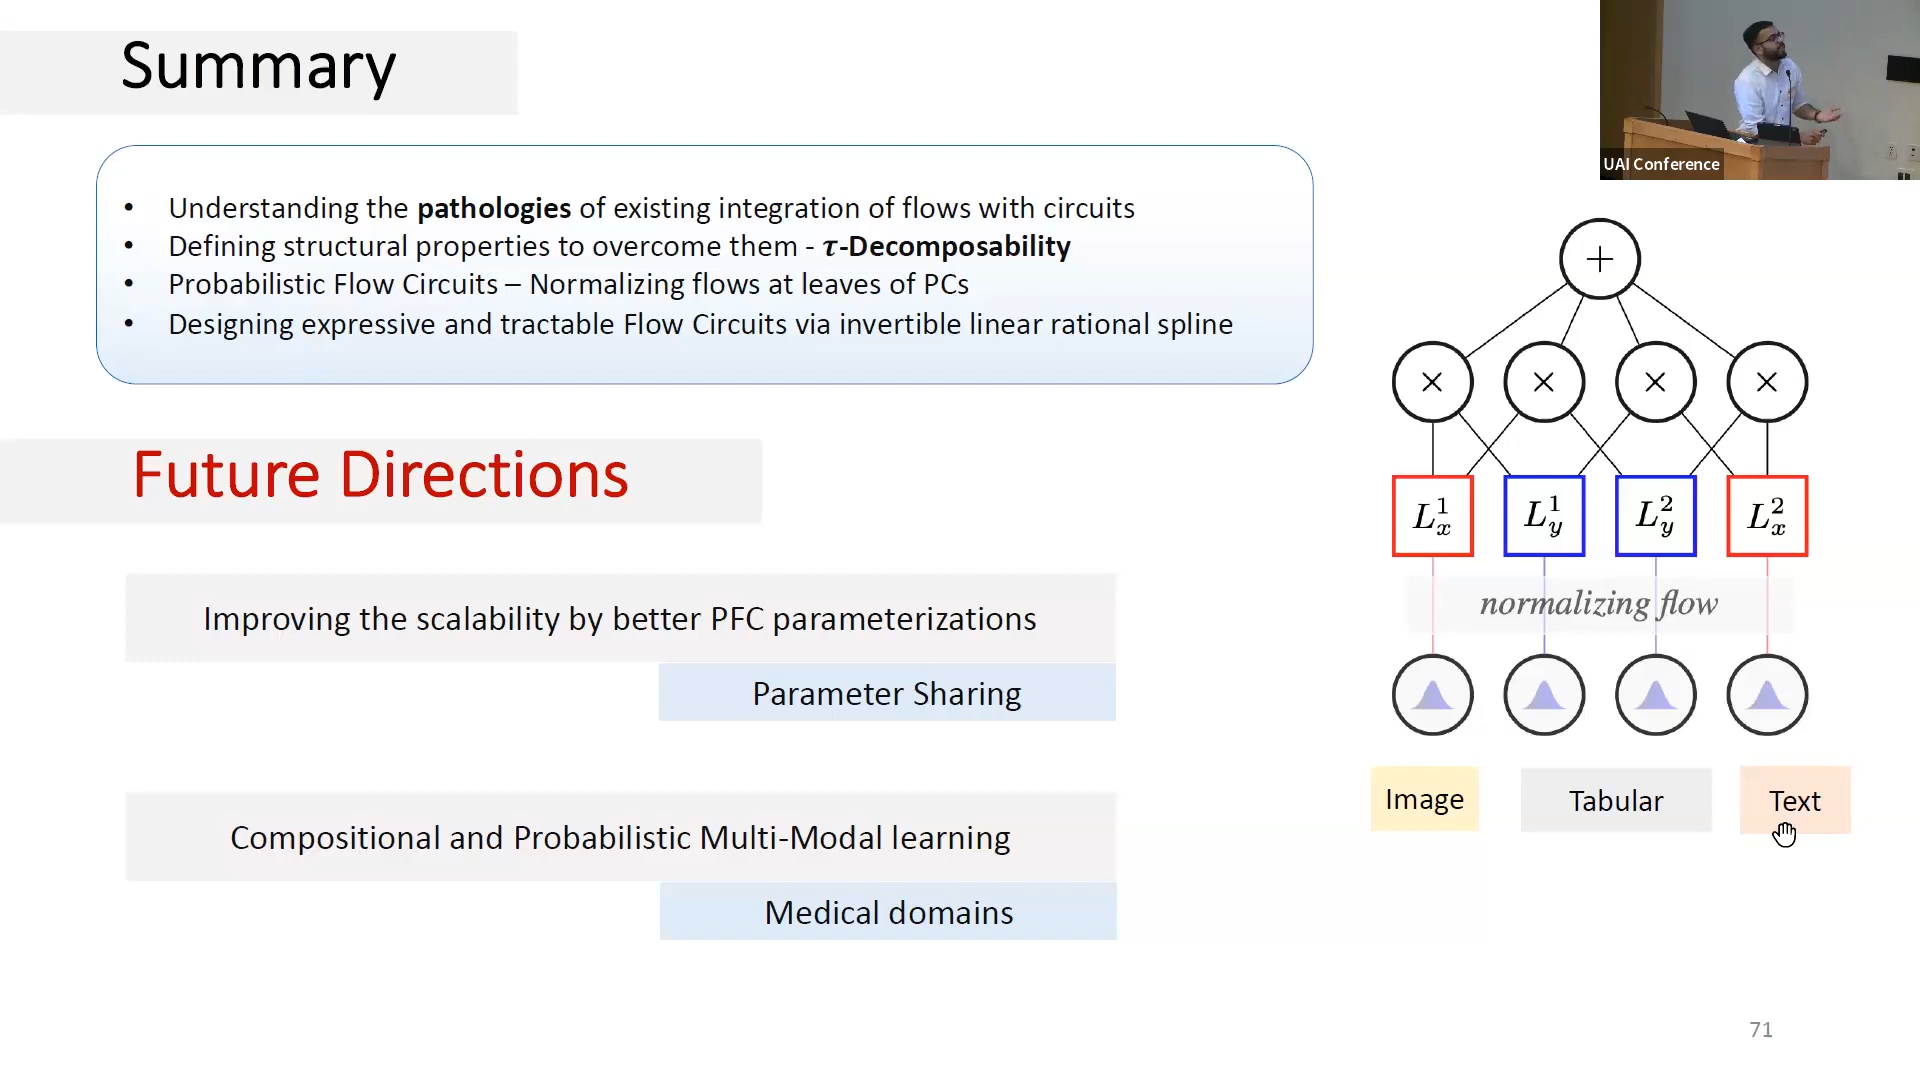 Summary
UAI Conference
• Understanding the pathologies of existing integration of flows with circuits
• Defining structural properties to overcome them - τ-Decomposability
• Probabilistic Flow Circuits – Normalizing flows at leaves of PCs
• Designing expressive and tractable Flow Circuits via invertible linear rational spline
+
× × × ×
Future Directions
L_x^1 L_y^1 L_y^2 L_x^2
normalizing flow
Improving the scalability by better PFC parameterizations
Parameter Sharing
Image Tabular Text
Compositional and Probabilistic Multi-Modal learning
Medical domains
71